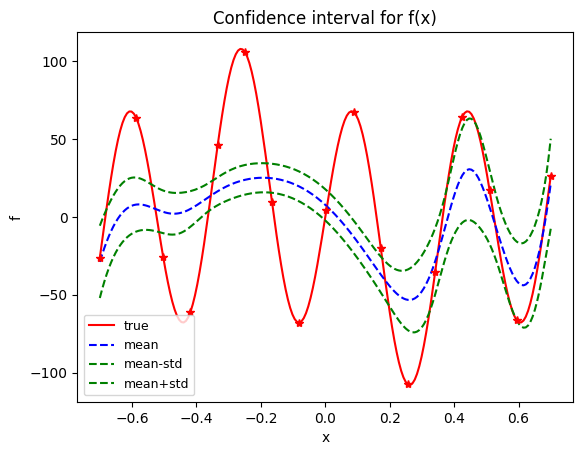 Confidence interval for f(x)
f
100
50
0
−50
−100
true
mean
mean-std
mean+std
−0.6
−0.4
−0.2
0.0
0.2
0.4
0.6
x